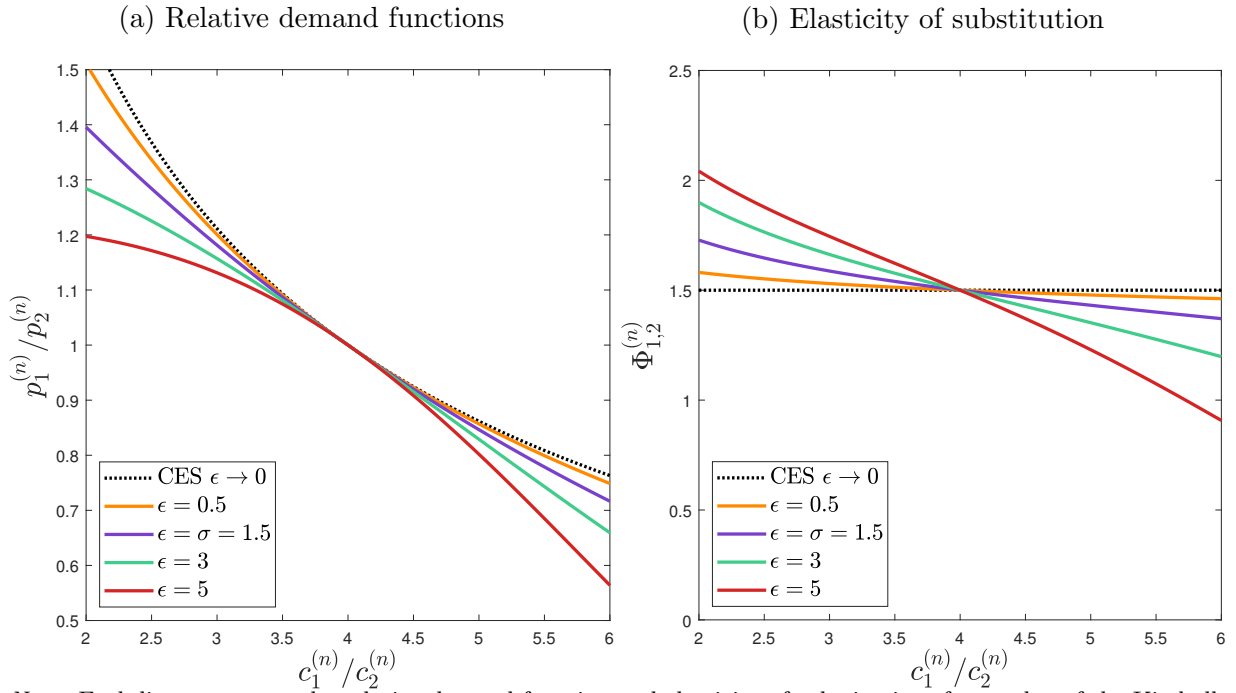 (a) Relative demand functions
1.5
1.4
1.3
1.2
1.1
1
0.9
0.8
0.7
0.6
0.5
p_1^{(n)}/p_2^{(n)}
CES ϵ → 0
ϵ = 0.5
ϵ = σ = 1.5
ϵ = 3
ϵ = 5
2 2.5 3 3.5 4 4.5 5 5.5 6
c_1^{(n)}/c_2^{(n)}
(b) Elasticity of substitution
2.5
2
1.5
1
0.5
0
Φ_{1,2}^{(n)}
CES ϵ → 0
ϵ = 0.5
ϵ = σ = 1.5
ϵ = 3
ϵ = 5
2 2.5 3 3.5 4 4.5 5 5.5 6
c_1^{(n)}/c_2^{(n)}